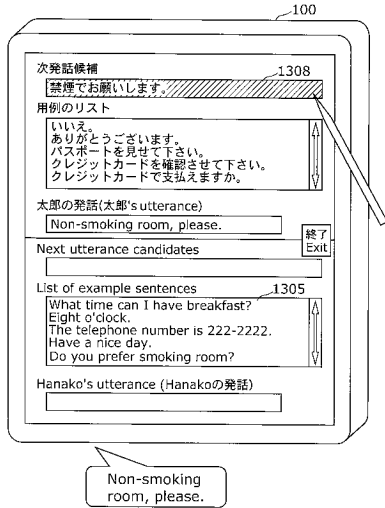 100
次発話候補
1308
禁煙でお願いします。
用例のリスト
いいえ。
ありがとうございます。
パスポートを見せて下さい。
クレジットカードを確認させて下さい。
クレジットカードで支払えますか。
太郎の発話(太郎'sutterance)
Non-smoking room, please.
終了
Exit
Next utterance candidates
List of example sentences
1305
What time can I have breakfast?
Eight o'clock.
The telephone number is 222-2222.
Have a nice day.
Do you prefer smoking room?
Hanako's utterance (Hanakoの発話)
Non-smoking
room, please.